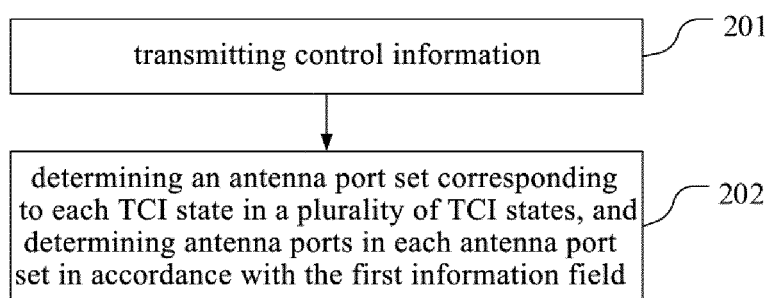 transmitting control information
201
determining an antenna port set corresponding
to each TCI state in a plurality of TCI states, and
determining antenna ports in each antenna port
set in accordance with the first information field
202